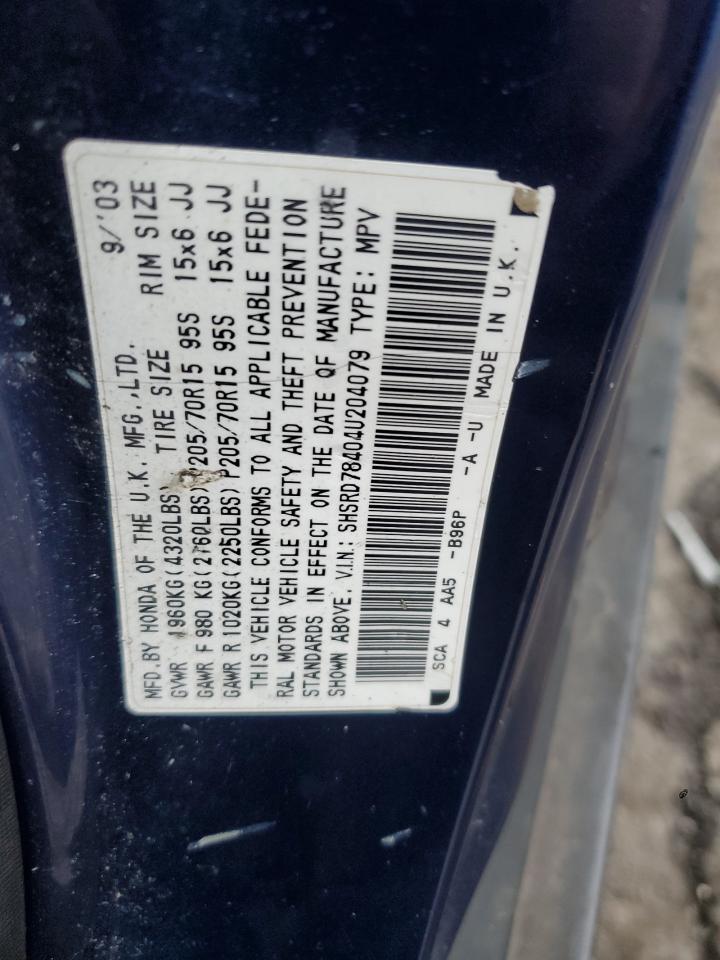 MFD.BY HONDA OF THE U.K. MFG.,LTD. 9/'03
GVWR 1960KG(4320LBS) TIRE SIZE RIM SIZE
GAWR F 980 KG(2160LBS) P205/70R15 95S 15x6 JJ
GAWR R 1020KG(2250LBS) P205/70R15 95S 15x6 JJ
THIS VEHICLE CONFORMS TO ALL APPLICABLE FEDE-
RAL MOTOR VEHICLE SAFETY AND THEFT PREVENTION
STANDARDS IN EFFECT ON THE DATE OF MANUFACTURE
SHOWN ABOVE. V.I.N: SHSRD78404U204079 TYPE: MPV
SCA 4 AA5 -B96P -A -U MADE IN U.K.